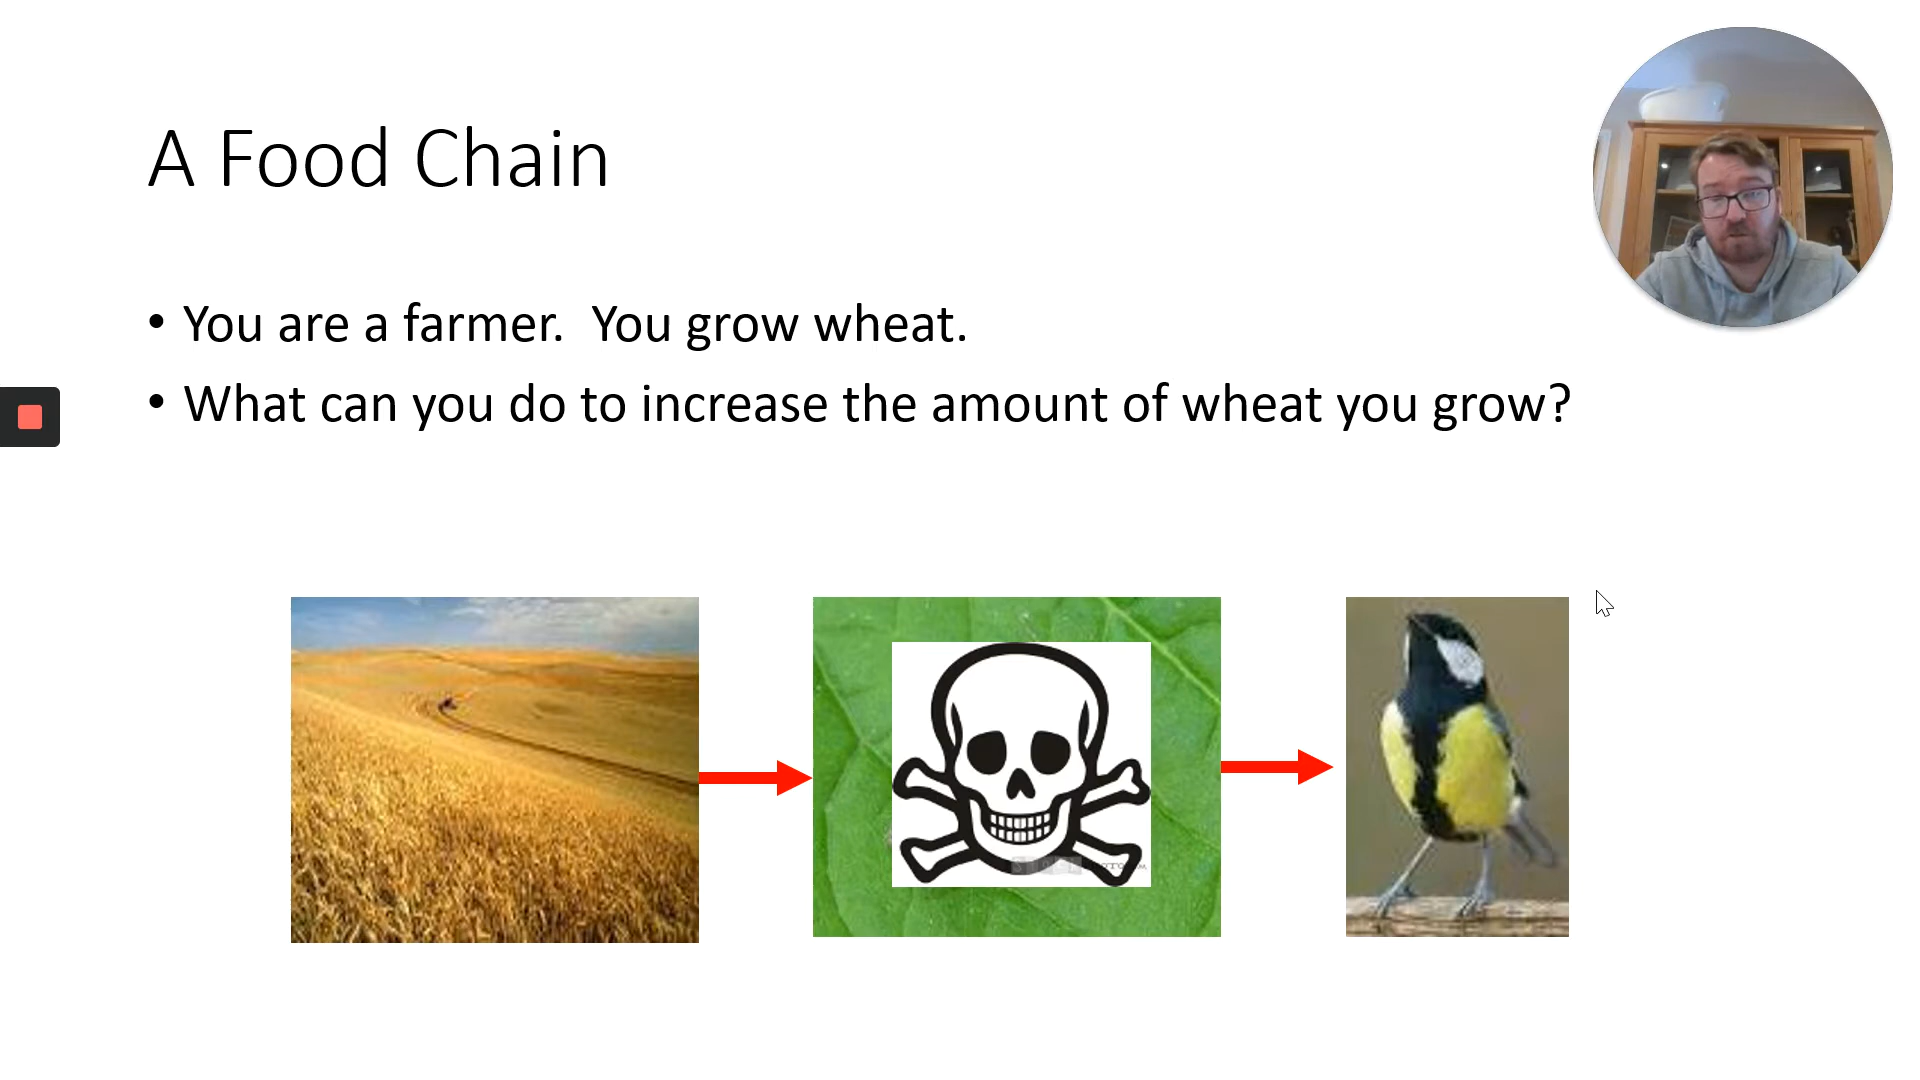 A Food Chain
• You are a farmer.  You grow wheat.
• What can you do to increase the amount of wheat you grow?